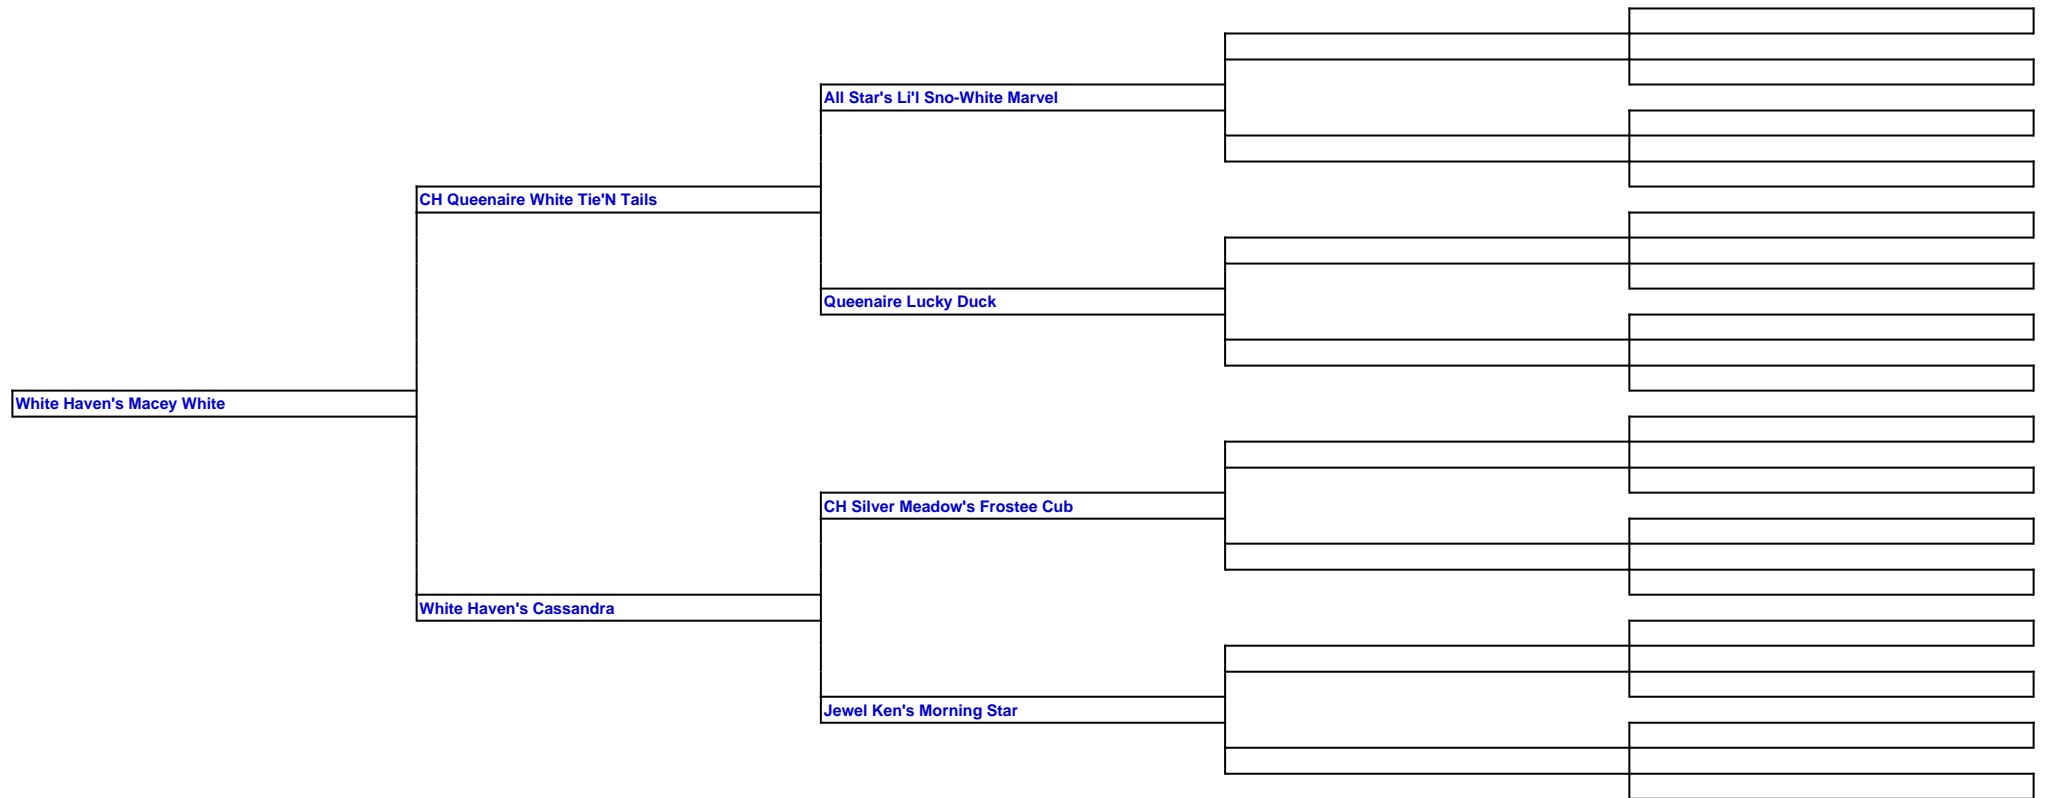 All Star's Li'l Sno-White Marvel
CH Queenaire White Tie'N Tails
Queenaire Lucky Duck
White Haven's Macey White
CH Silver Meadow's Frostee Cub
White Haven's Cassandra
Jewel Ken's Morning Star